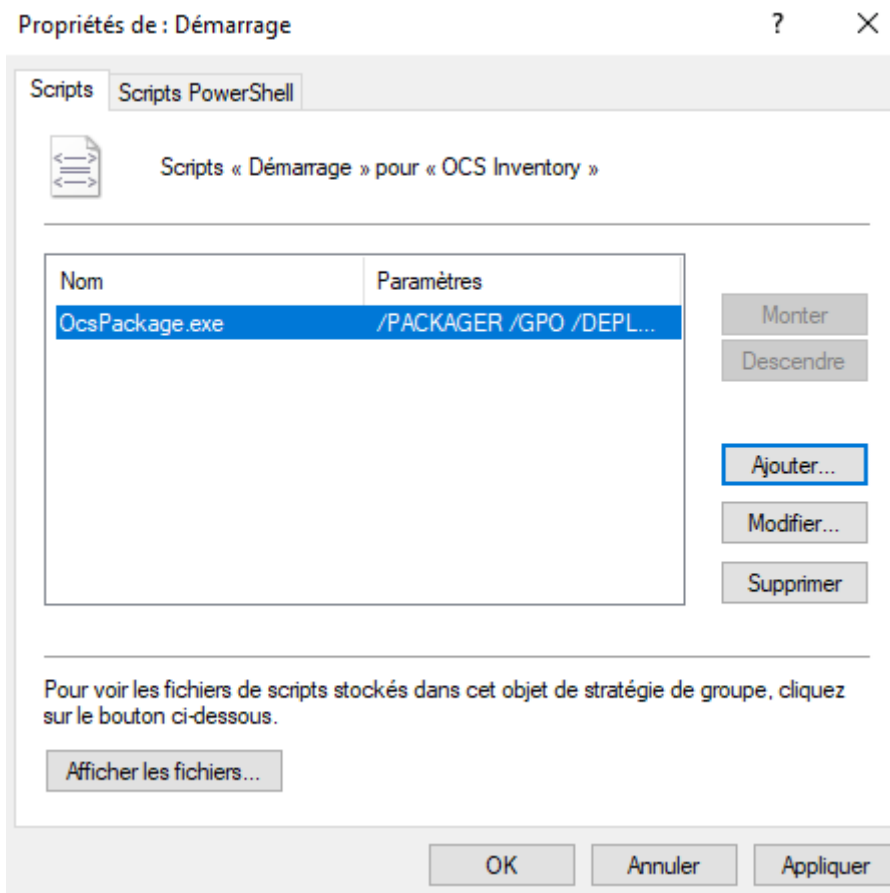 Propriétés de : Démarrage
? ×
Scripts Scripts PowerShell
Scripts « Démarrage » pour « OCS Inventory »
Nom Paramètres
OcsPackage.exe /PACKAGER /GPO /DEPL...
Monter
Descendre
Ajouter...
Modifier...
Supprimer
Pour voir les fichiers de scripts stockés dans cet objet de stratégie de groupe, cliquez
sur le bouton ci-dessous.
Afficher les fichiers...
OK Annuler Appliquer